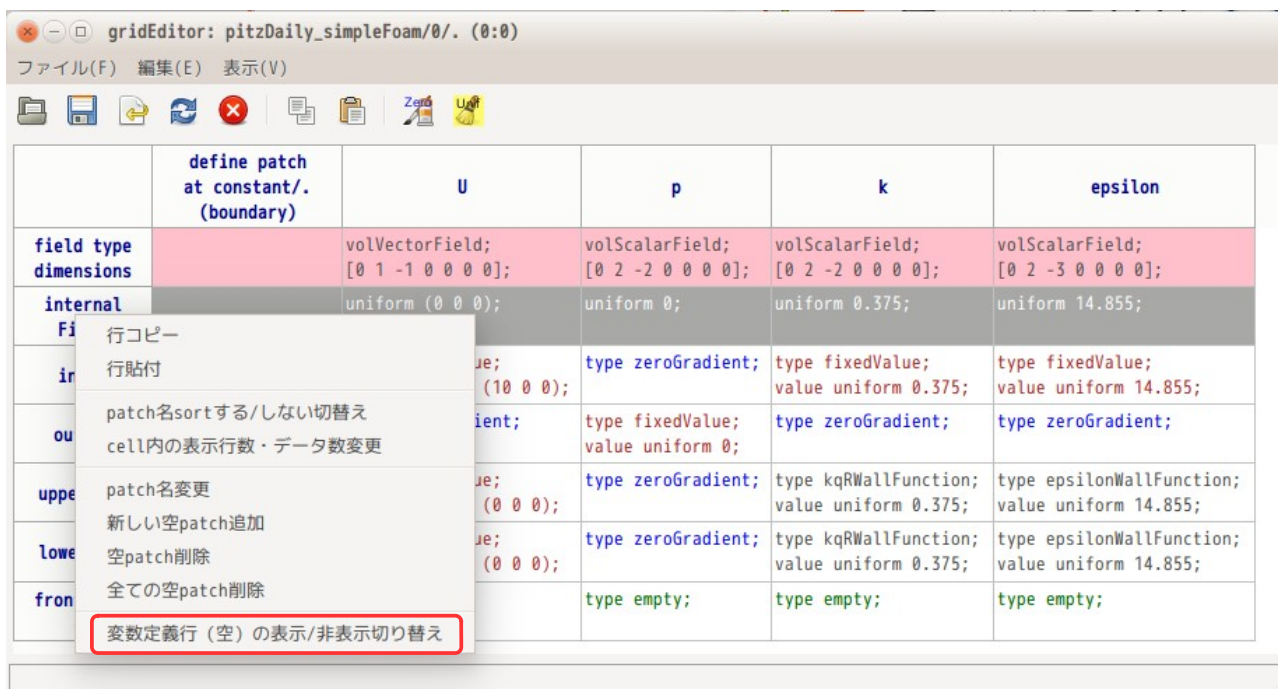 gridEditor: pitzDaily_simpleFoam/0/. (0:0)
ファイル(F) 編集(E) 表示(V)
Zero Unif
define patch
at constant/.
(boundary)
U
p
k
epsilon
field type
dimensions
volVectorField;
[0 1 -1 0 0 0 0];
volScalarField;
[0 2 -2 0 0 0 0];
volScalarField;
[0 2 -2 0 0 0 0];
volScalarField;
[0 2 -3 0 0 0 0];
internal
Fi
uniform (0 0 0);
uniform 0;
uniform 0.375;
uniform 14.855;
in
ue;
(10 0 0);
type zeroGradient;
type fixedValue;
value uniform 0.375;
type fixedValue;
value uniform 14.855;
ou
ient;
type fixedValue;
value uniform 0;
type zeroGradient;
type zeroGradient;
uppe
ue;
(0 0 0);
type zeroGradient;
type kqRWallFunction;
value uniform 0.375;
type epsilonWallFunction;
value uniform 14.855;
lowe
ue;
(0 0 0);
type zeroGradient;
type kqRWallFunction;
value uniform 0.375;
type epsilonWallFunction;
value uniform 14.855;
fron
type empty;
type empty;
type empty;
行コピー
行貼付
patch名sortする/しない切替え
cell内の表示行数・データ数変更
patch名変更
新しい空patch追加
空patch削除
全ての空patch削除
変数定義行（空）の表示/非表示切り替え